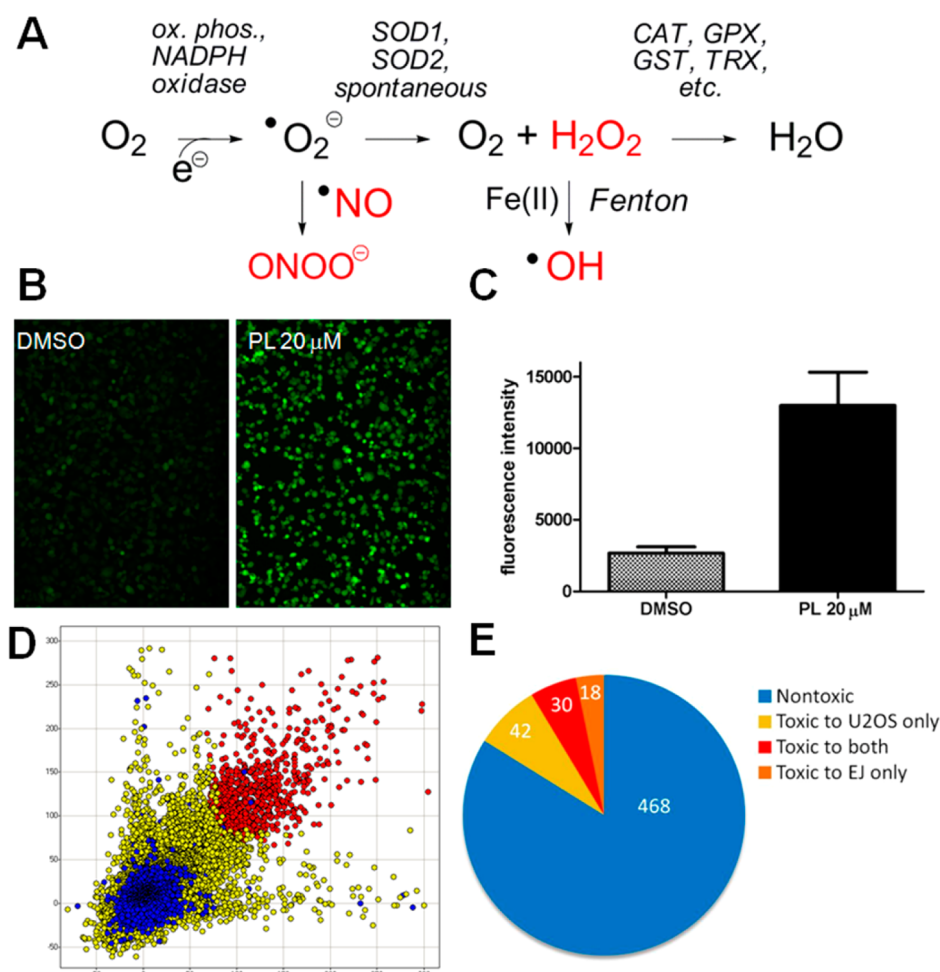 A
ox. phos.,
NADPH
oxidase
SOD1,
SOD2,
spontaneous
CAT, GPX,
GST, TRX,
etc.
O2 e⊖ •O2⊖ O2 + H2O2 H2O
•NO
Fe(II) Fenton
ONOO⊖
•OH
B
DMSO
PL 20 µM
C
fluorescence intensity
15000
10000
5000
0
DMSO
PL 20 µM
D
300
250
200
150
100
50
0
-50
E
18
30
42
468
Nontoxic
Toxic to U2OS only
Toxic to both
Toxic to EJ only